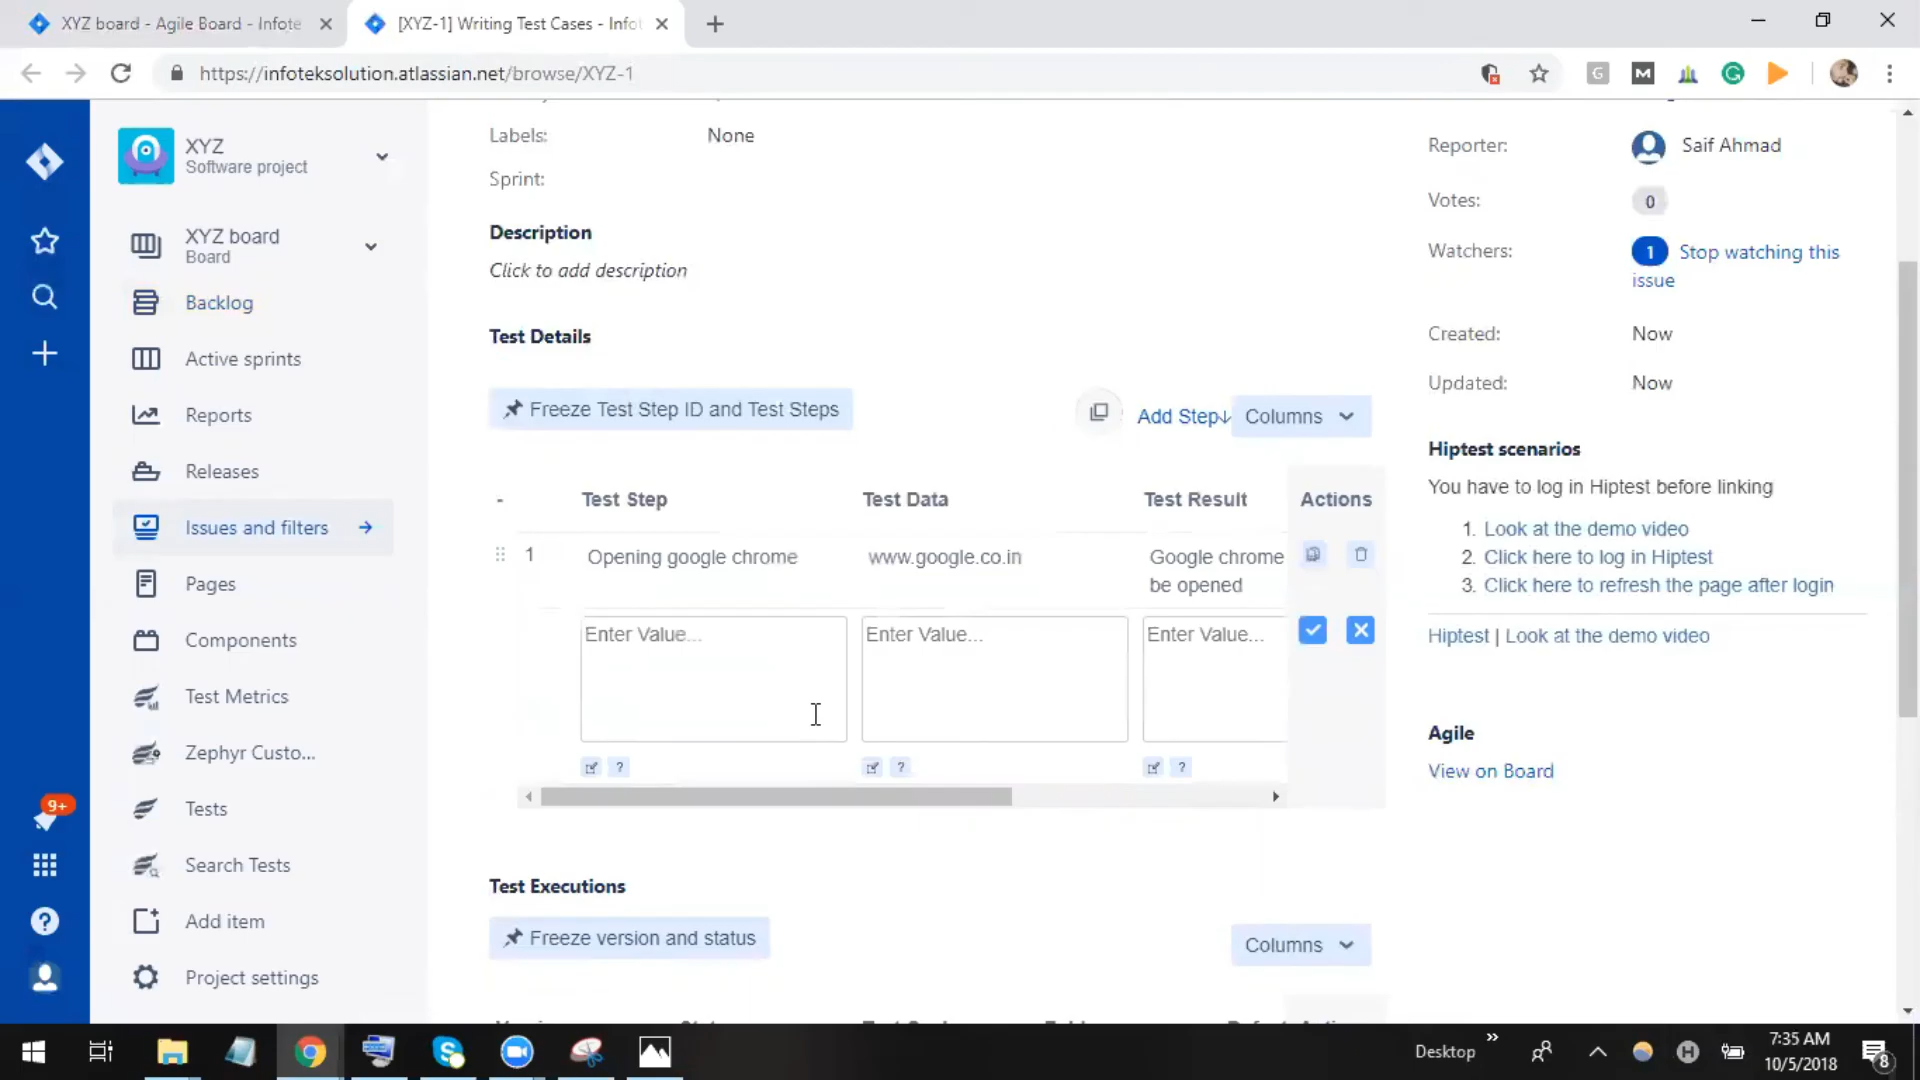 XYZ board - Agile Board - Infote
[XYZ-1] Writing Test Cases - Info
https://infoteksolution.atlassian.net/browse/XYZ-1
XYZ
Software project
XYZ board
Board
Backlog
Active sprints
Reports
Releases
Issues and filters
Pages
Components
Test Metrics
Zephyr Custo...
Tests
Search Tests
Add item
Project settings
9+
Labels: None
Sprint:
Description
Click to add description
Test Details
Freeze Test Step ID and Test Steps
Add Step
Columns
- Test Step Test Data Test Result Actions
1 Opening google chrome www.google.co.in Google chrome
be opened
Enter Value... Enter Value... Enter Value...
? ? ?
Test Executions
Freeze version and status
Columns
Reporter: Saif Ahmad
Votes: 0
Watchers: 1 Stop watching this
issue
Created: Now
Updated: Now
Hiptest scenarios
You have to log in Hiptest before linking
1. Look at the demo video
2. Click here to log in Hiptest
3. Click here to refresh the page after login
Hiptest | Look at the demo video
Agile
View on Board
Desktop
7:35 AM
10/5/2018
8